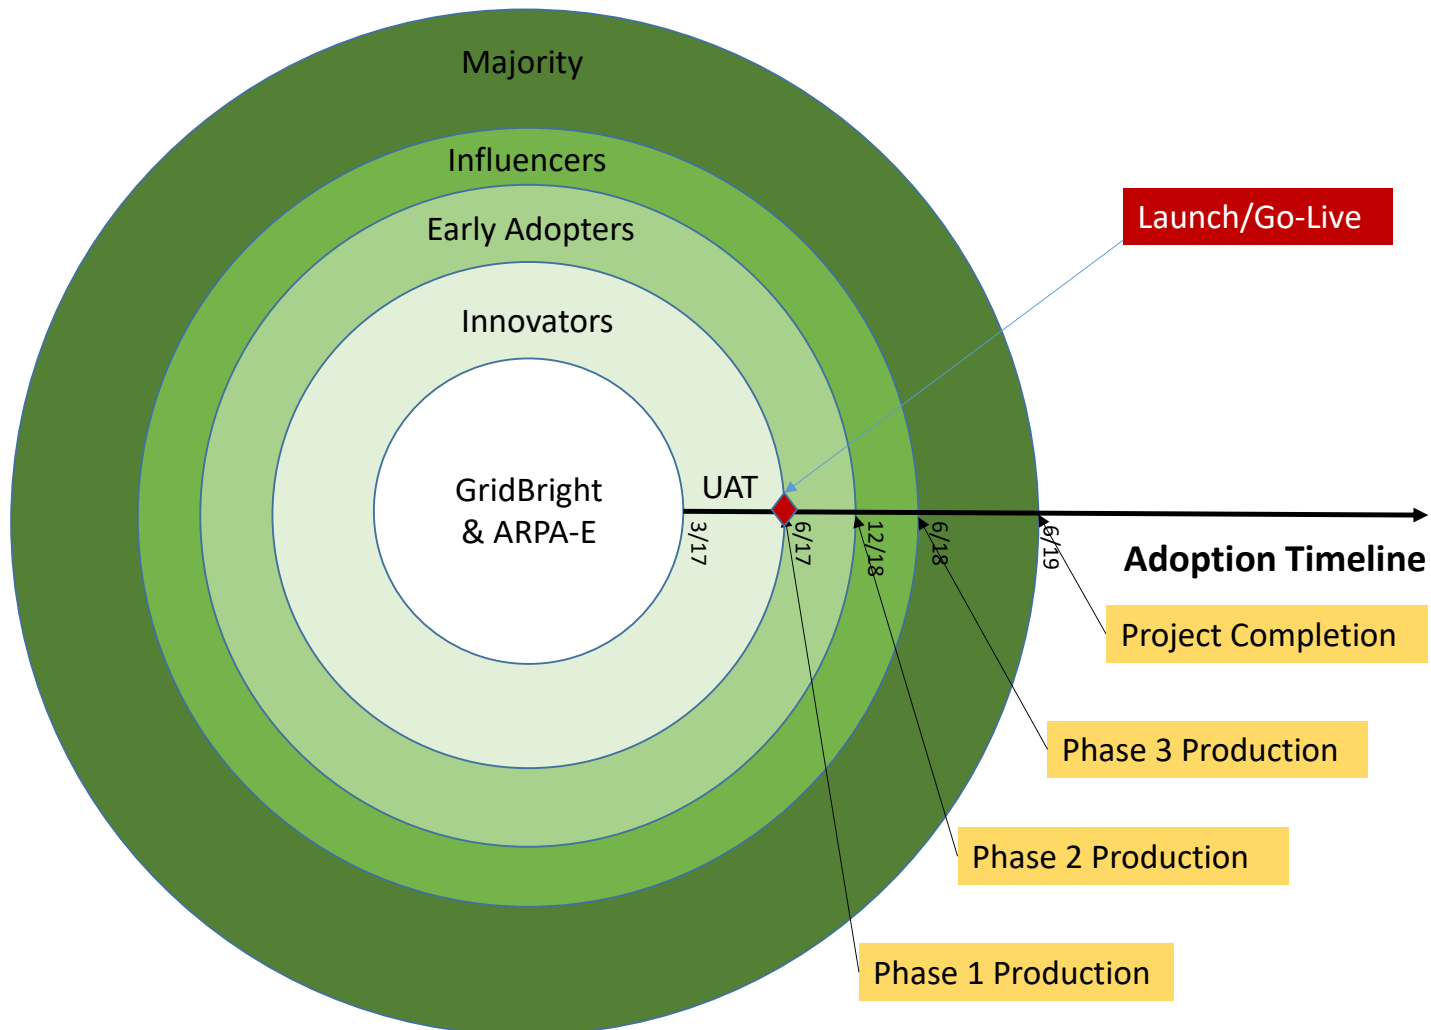 Majority
Influencers
Early Adopters
Innovators
GridBright
& ARPA-E
UAT
Launch/Go-Live
3/17
6/17
12/18
6/18
6/19
Adoption Timeline
Project Completion
Phase 3 Production
Phase 2 Production
Phase 1 Production